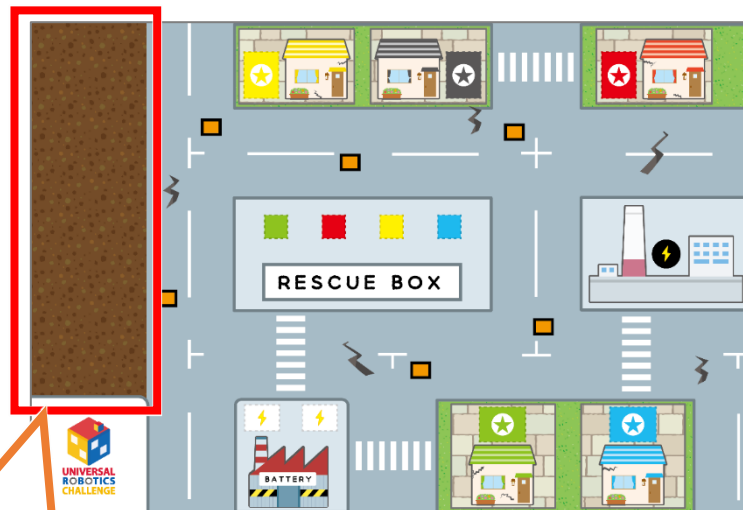 RESCUE BOX
BATTERY
UNIVERSAL
ROBOTICS
CHALLENGE